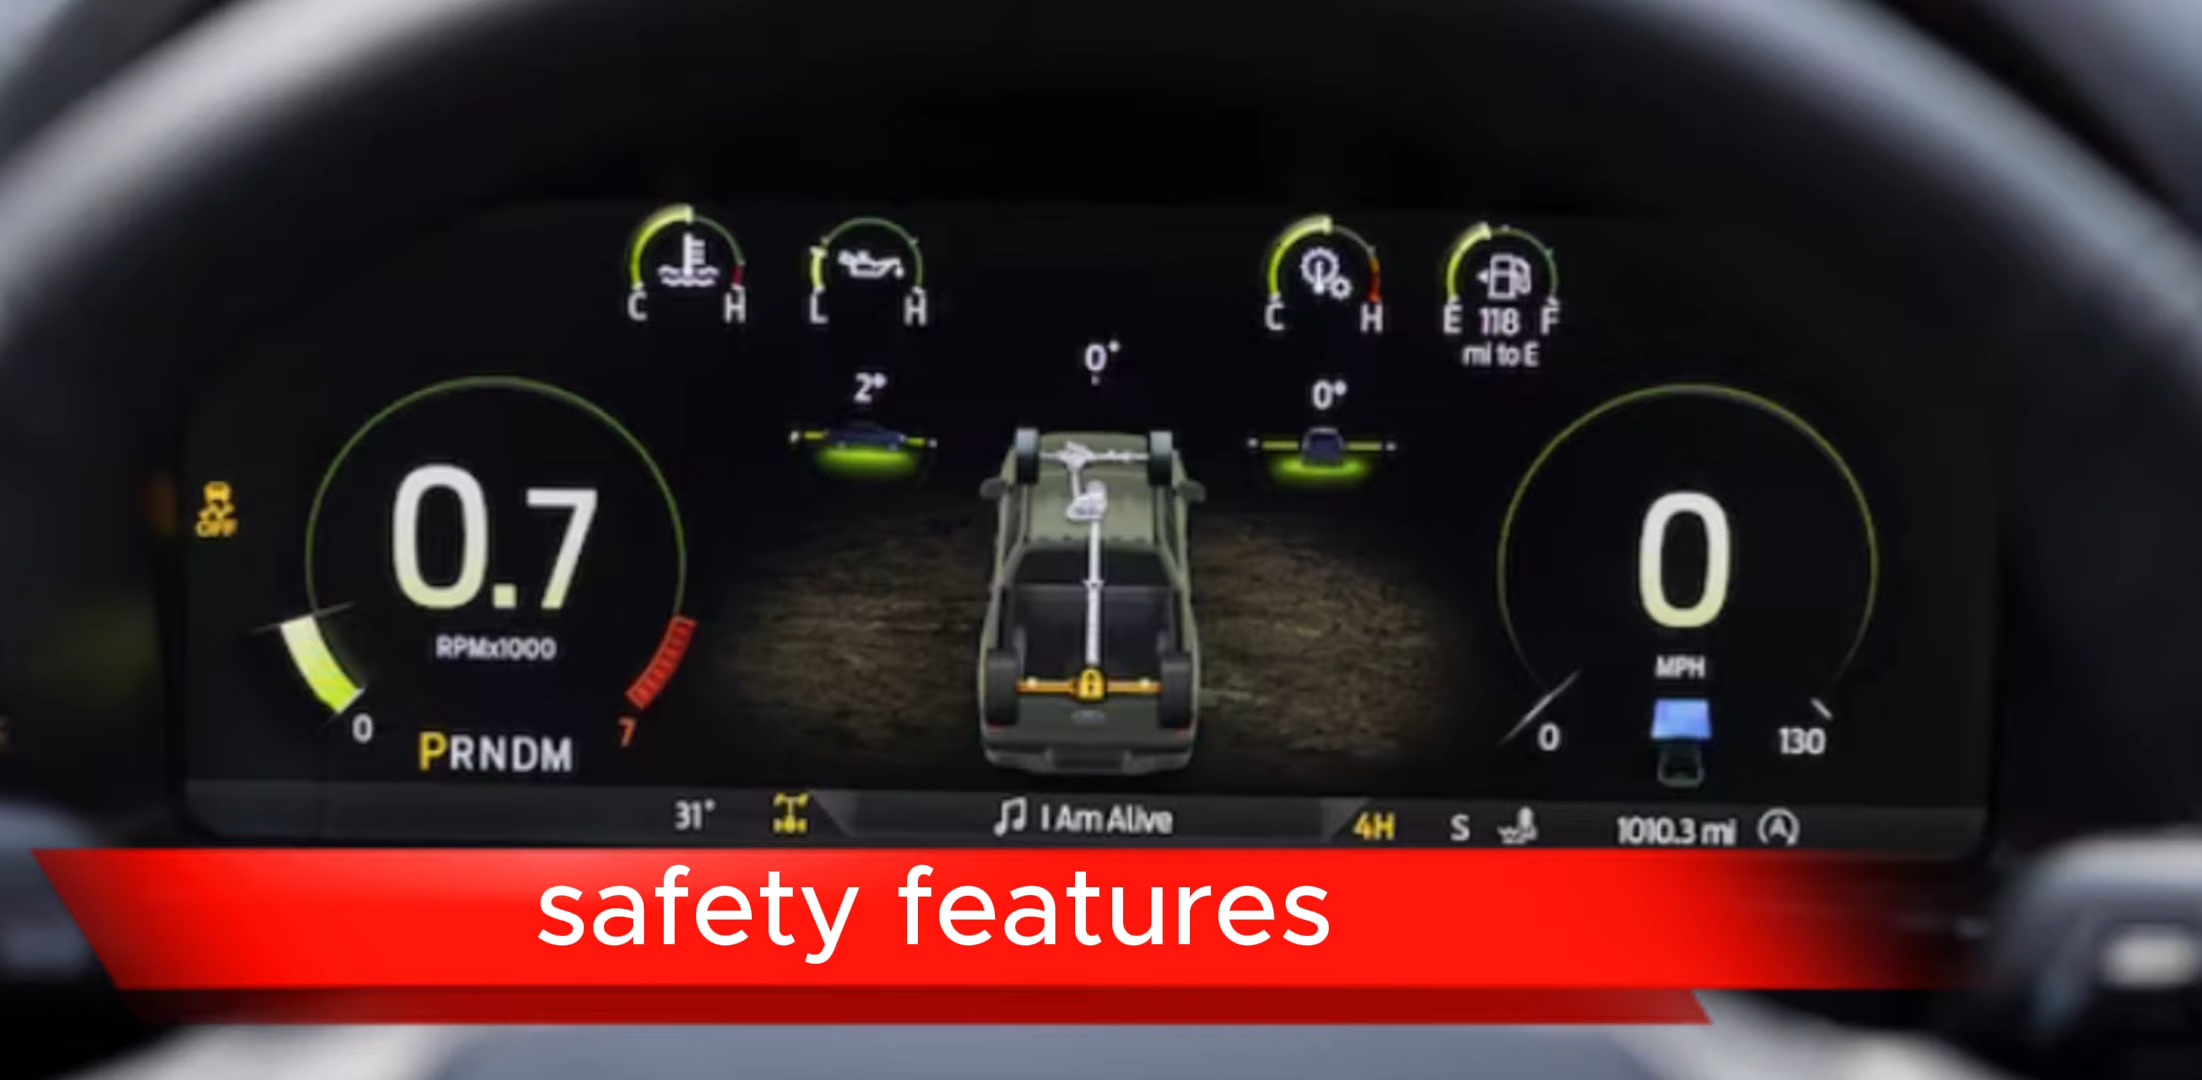 C H
L H
C H
E 118 F
mi to E
0°
2°
0°
OFF
0.7
RPMx1000
0
7
PRNDM
0
MPH
0
130
31°
I Am Alive
4H
S
1010.3 mi
A
safety features